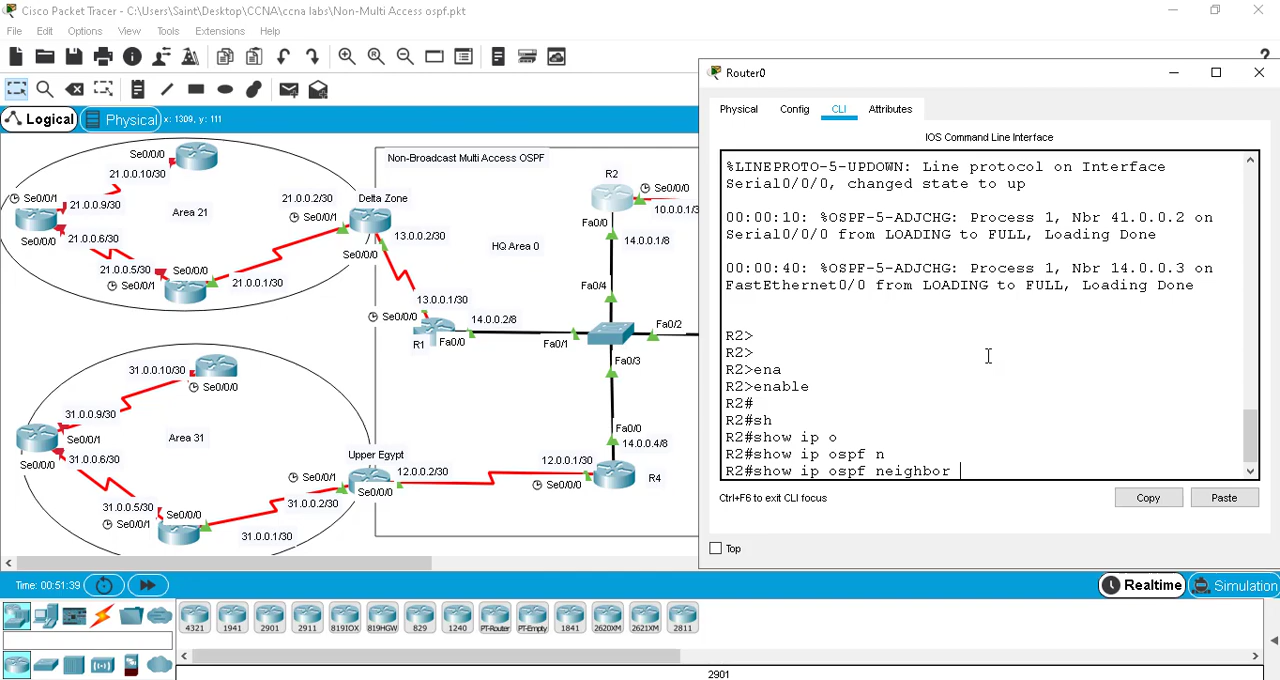 Cisco Packet Tracer - C:\Users\Saint\Desktop\CCNA\ccna labs\Non-Multi Access ospf.pkt
File Edit Options View Tools Extensions Help
?
Logical Physical x: 1309, y: 111
Non-Broadcast Multi Access OSPF
Se0/0/0
21.0.0.10/30
Se0/0/1
21.0.0.9/30
Area 21
21.0.0.2/30
Delta Zone
Se0/0/1
Se0/0/0
21.0.0.6/30
13.0.0.2/30
Se0/0/0
21.0.0.5/30
Se0/0/0
Se0/0/1
21.0.0.1/30
HQ Area 0
R2
Se0/0/0
10.0.0.1/3
Fa0/0
14.0.0.1/8
Fa0/4
13.0.0.1/30
Se0/0/0
14.0.0.2/8
R1
Fa0/0
Fa0/1
Fa0/2
Fa0/3
31.0.0.10/30
Se0/0/0
31.0.0.9/30
Se0/0/1
Area 31
31.0.0.6/30
Se0/0/0
Upper Egypt
12.0.0.2/30
Se0/0/1
Se0/0/0
31.0.0.2/30
31.0.0.5/30
Se0/0/0
Se0/0/1
31.0.0.1/30
Fa0/0
14.0.0.4/8
12.0.0.1/30
Se0/0/0
R4
Router0
Physical Config CLI Attributes
IOS Command Line Interface
%LINEPROTO-5-UPDOWN: Line protocol on Interface
Serial0/0/0, changed state to up
00:00:10: %OSPF-5-ADJCHG: Process 1, Nbr 41.0.0.2 on
Serial0/0/0 from LOADING to FULL, Loading Done
00:00:40: %OSPF-5-ADJCHG: Process 1, Nbr 14.0.0.3 on
FastEthernet0/0 from LOADING to FULL, Loading Done
R2>
R2>
R2>ena
R2>enable
R2#
R2#sh
R2#show ip o
R2#show ip ospf n
R2#show ip ospf neighbor
Ctrl+F6 to exit CLI focus
Copy Paste
Top
Time: 00:51:39
Realtime Simulation
4321 1941 2901 2911 819IOX 819HGW 829 1240 PT-Router PT-Empty 1841 2620XM 2621XM 2811
2901